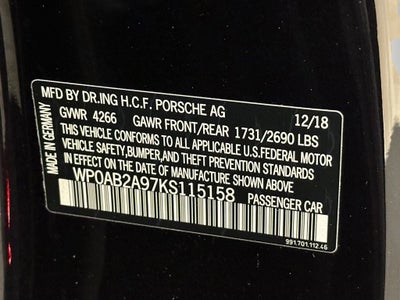 MFD BY DR.ING H.C.F. PORSCHE AG 12/18
GVWR 4266 GAWR FRONT/REAR 1731/2690 LBS
THIS VEHICLE CONFORMS TO ALL APPLICABLE U.S.FEDERAL MOTOR
VEHICLE SAFETY,BUMPER,AND THEFT PREVENTION STANDARDS
IN EFFECT ON THE DATE OF MANUFACTURE SHOWN ABOVE.
WP0AB2A97KS115158 PASSENGER CAR
MADE IN GERMANY
991.701.112.46